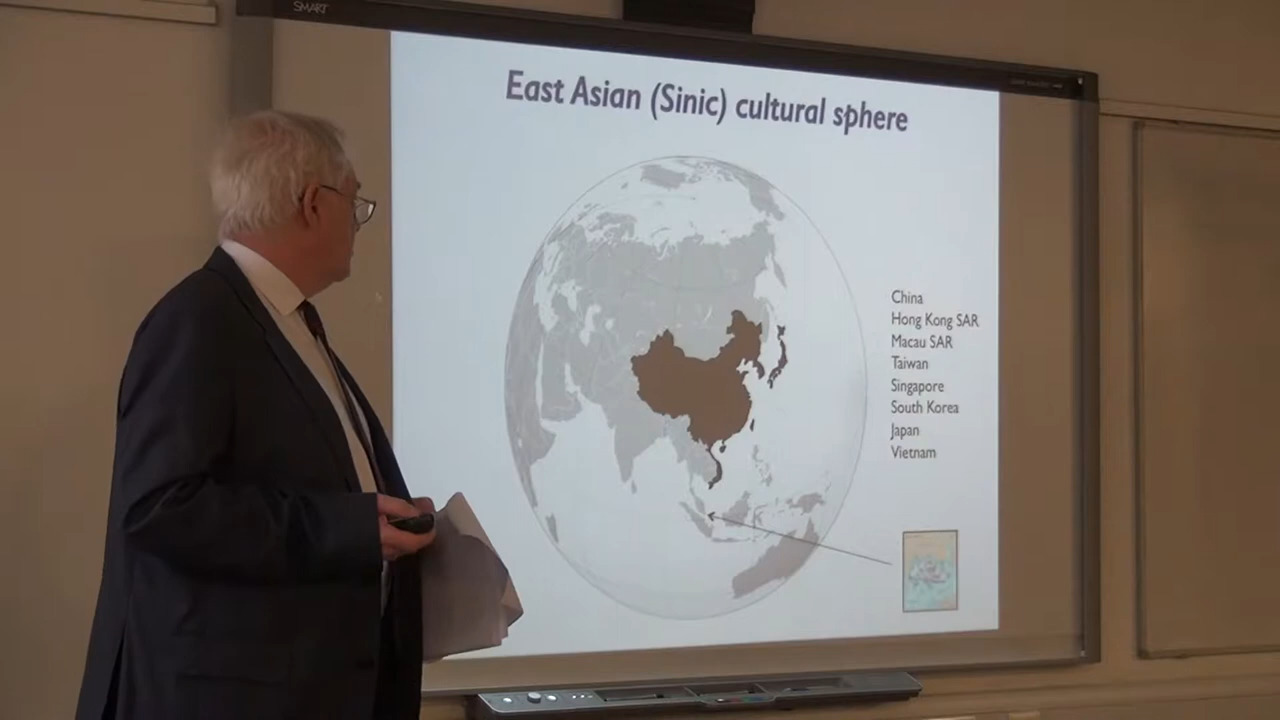 SMART
East Asian (Sinic) cultural sphere
China
Hong Kong SAR
Macau SAR
Taiwan
Singapore
South Korea
Japan
Vietnam